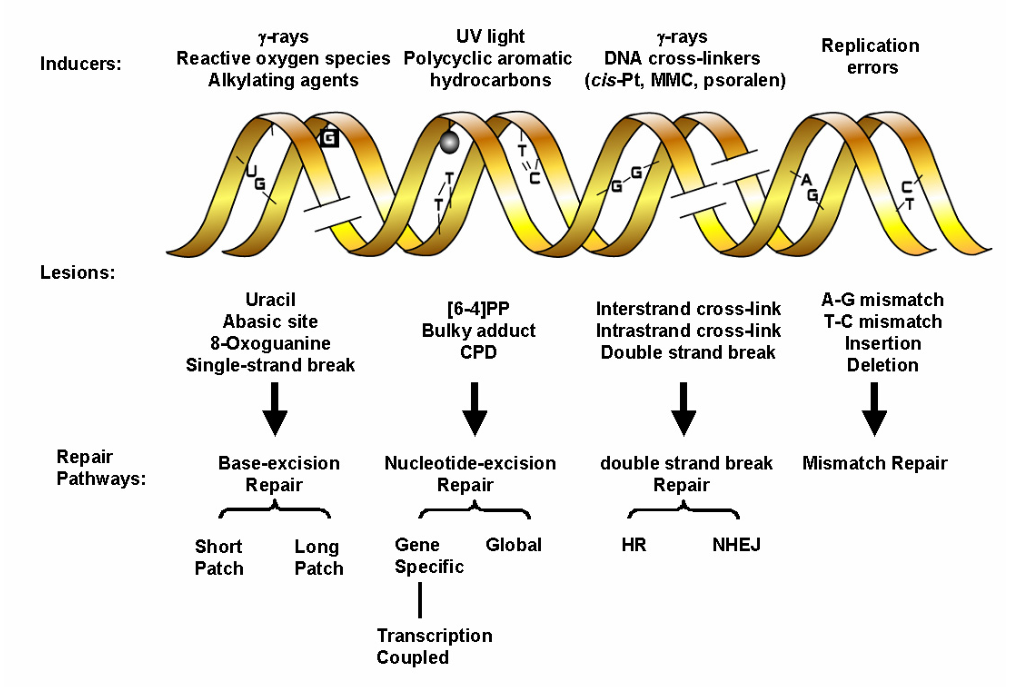 Inducers:
γ-rays
Reactive oxygen species
Alkylating agents
UV light
Polycyclic aromatic
hydrocarbons
γ-rays
DNA cross-linkers
(cis-Pt, MMC, psoralen)
Replication
errors
U
G
G
T
T
T
C
G
G
A
G
C
T
Lesions:
Uracil
Abasic site
8-Oxoguanine
Single-strand break
[6-4]PP
Bulky adduct
CPD
Interstrand cross-link
Intrastrand cross-link
Double strand break
A-G mismatch
T-C mismatch
Insertion
Deletion
Repair
Pathways:
Base-excision
Repair
Nucleotide-excision
Repair
double strand break
Repair
Mismatch Repair
Short
Patch
Long
Patch
Gene
Specific
Global
HR
NHEJ
Transcription
Coupled